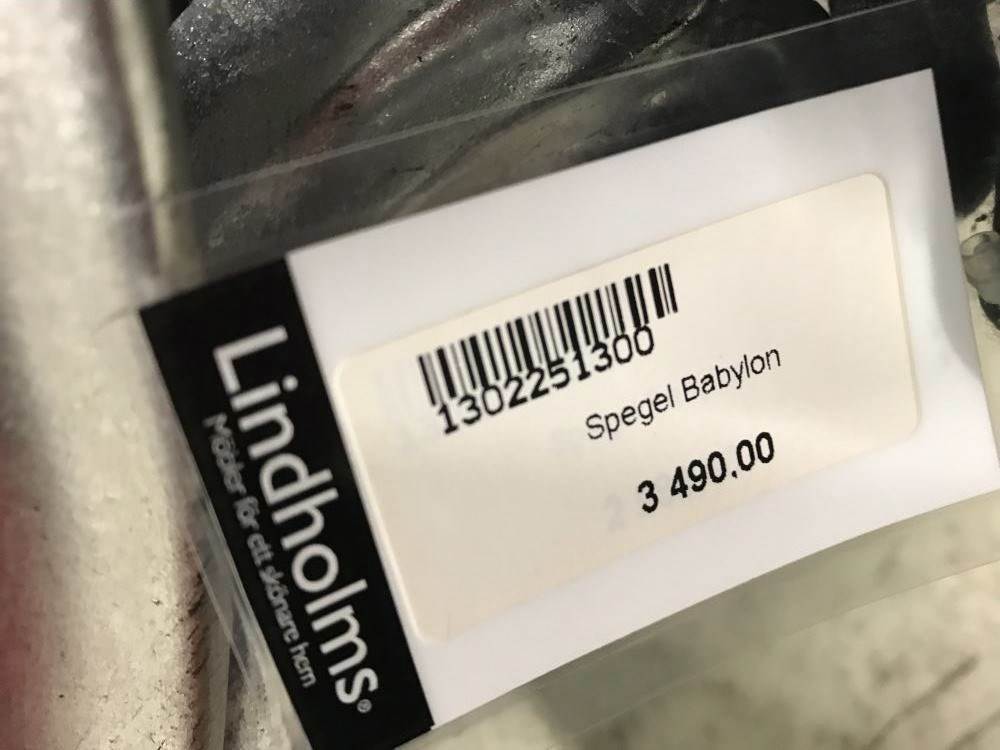 Lindholms®
Möbler för ett skönare hem
1302251300
Spegel Babylon
3 490,00